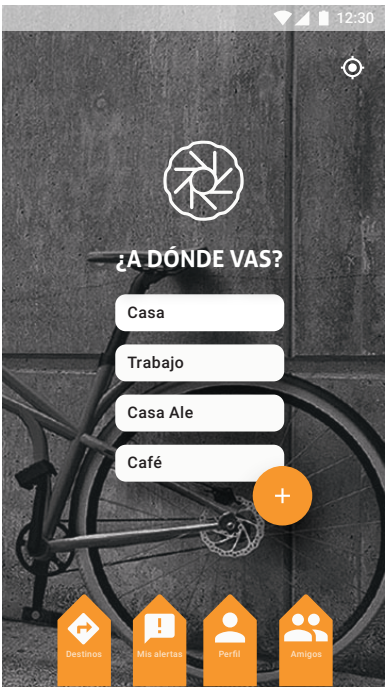 12:30
¿A DÓNDE VAS?
Casa
Trabajo
Casa Ale
Café
+
Destinos
Mis alertas
Perfil
Amigos